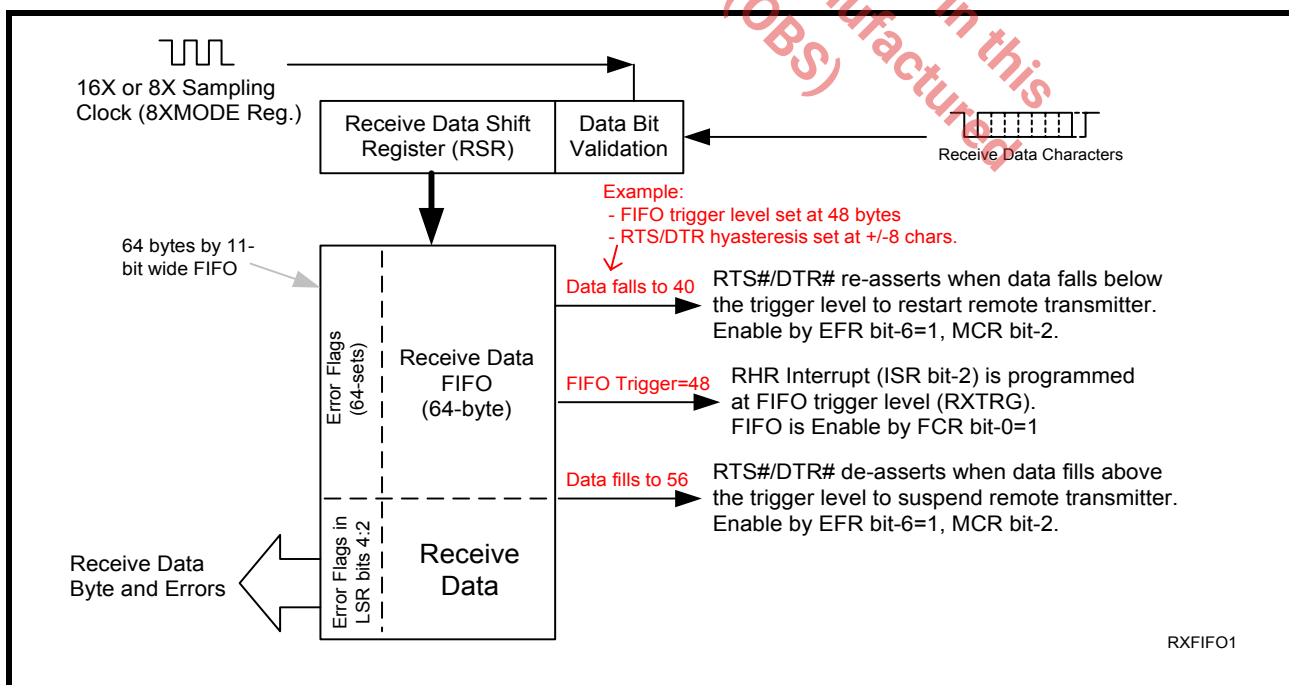 in this
nufactured
(OBS)
16X or 8X Sampling
Clock (8XMODE Reg.)
Receive Data Shift
Register (RSR)
Data Bit
Validation
Receive Data Characters
Example:
- FIFO trigger level set at 48 bytes
- RTS/DTR hyasteresis set at +/-8 chars.
64 bytes by 11-
bit wide FIFO
Data falls to 40
RTS#/DTR# re-asserts when data falls below
the trigger level to restart remote transmitter.
Enable by EFR bit-6=1, MCR bit-2.
Error Flags
(64-sets)
Receive Data
FIFO
(64-byte)
FIFO Trigger=48
RHR Interrupt (ISR bit-2) is programmed
at FIFO trigger level (RXTRG).
FIFO is Enable by FCR bit-0=1
Data fills to 56
RTS#/DTR# de-asserts when data fills above
the trigger level to suspend remote transmitter.
Enable by EFR bit-6=1, MCR bit-2.
Receive Data
Byte and Errors
Error Flags in
LSR bits 4:2
Receive
Data
RXFIFO1